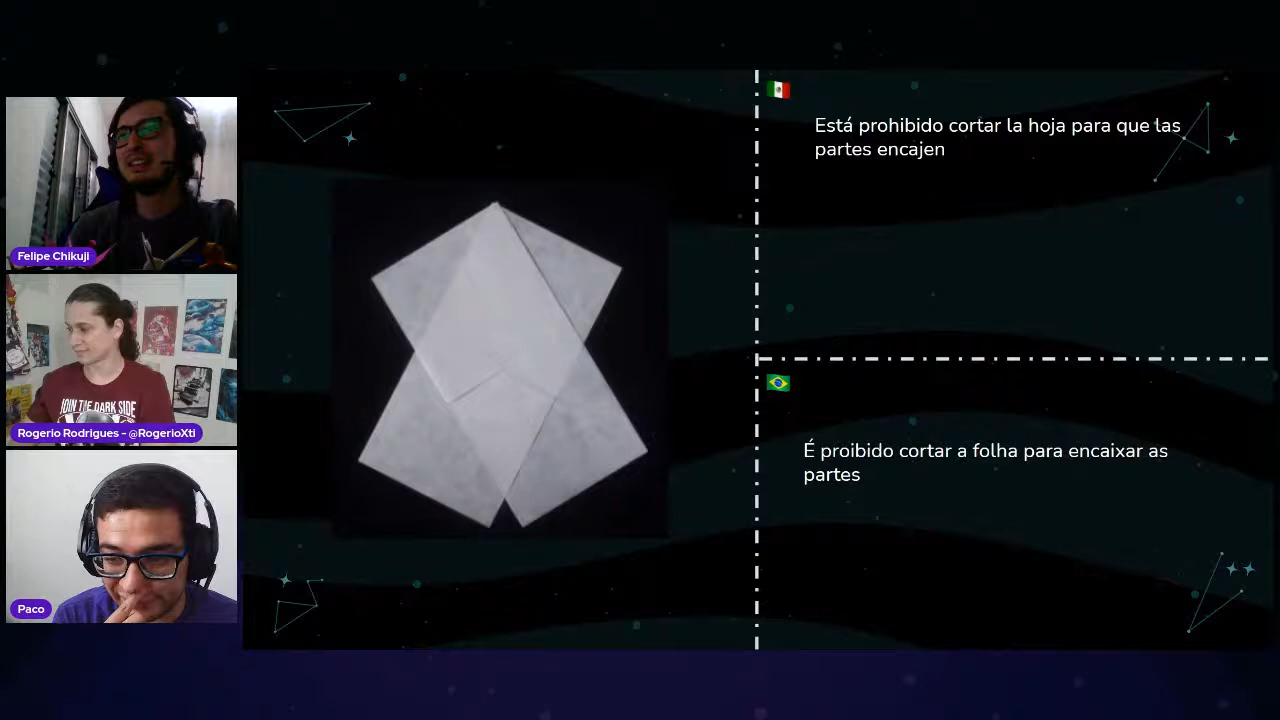 Está prohibido cortar la hoja para que las
partes encajen
É proibido cortar a folha para encaixar as
partes
Felipe Chikuji
JOIN THE DARK SIDE
Rogerio Rodrigues - @RogerioXti
Paco